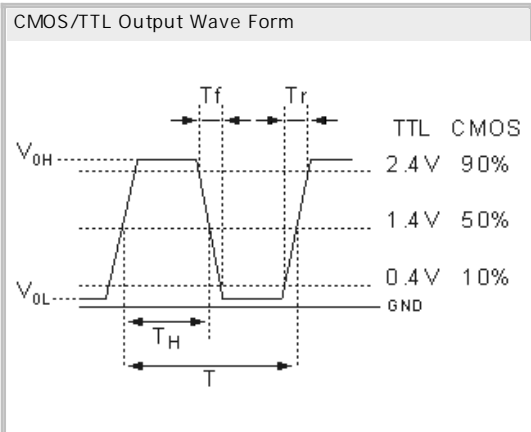 CMOS/TTL Output Wave Form
Tf Tr
TTL CMOS
V0H 2.4V 90%
1.4V 50%
0.4V 10%
V0L GND
TH
T